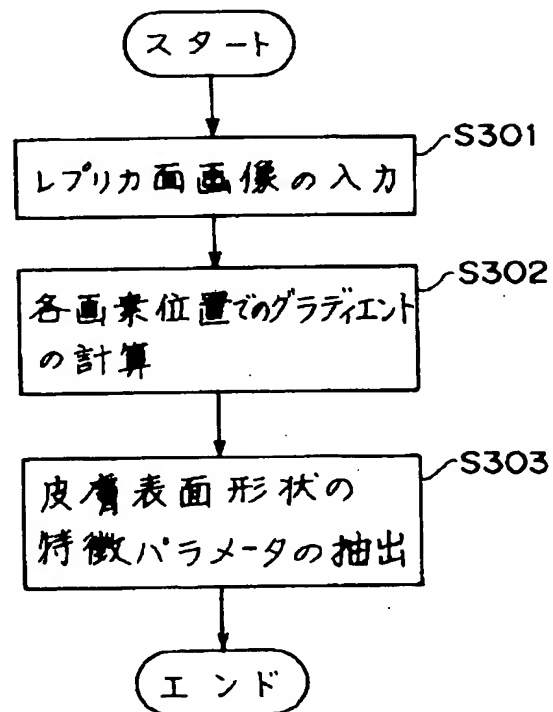 スタート
S301
レプリカ面画像の入力
S302
各画素位置でのグラディエント
の計算
S303
皮膚表面形状の
特徴パラメータの抽出
エンド